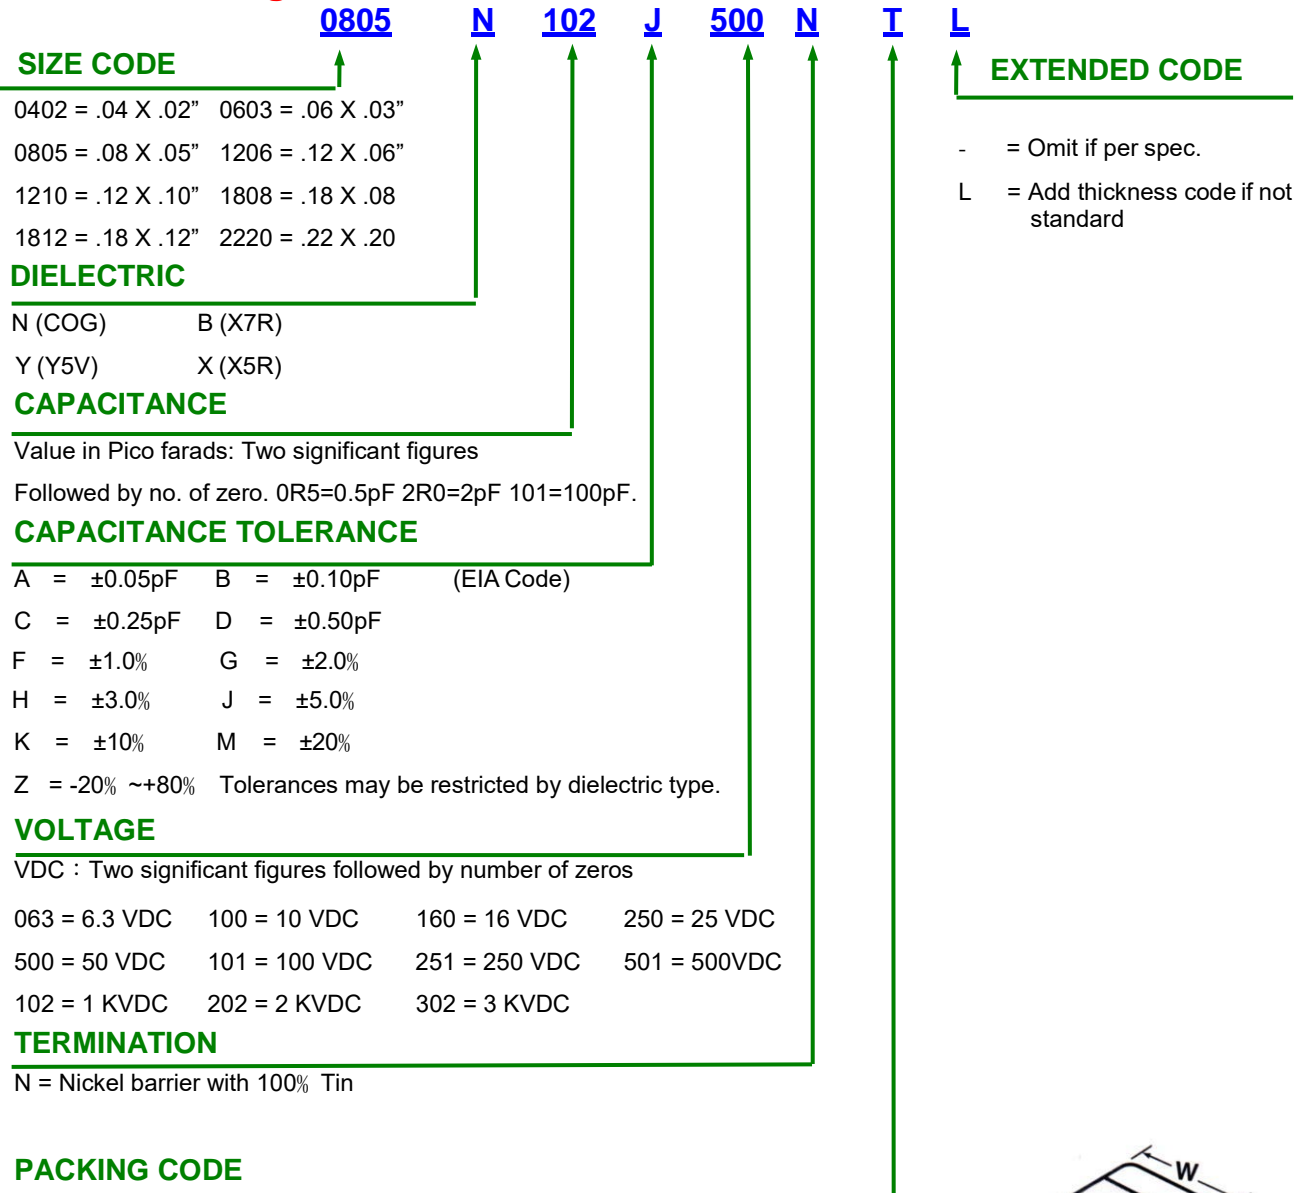 0805 N 102 J 500 N T L
SIZE CODE
0402 = .04 X .02” 0603 = .06 X .03”
0805 = .08 X .05” 1206 = .12 X .06”
1210 = .12 X .10” 1808 = .18 X .08
1812 = .18 X .12” 2220 = .22 X .20
EXTENDED CODE
- = Omit if per spec.
L = Add thickness code if not
standard
DIELECTRIC
N (COG) B (X7R)
Y (Y5V) X (X5R)
CAPACITANCE
Value in Pico farads: Two significant figures
Followed by no. of zero. 0R5=0.5pF 2R0=2pF 101=100pF.
CAPACITANCE TOLERANCE
A = ±0.05pF B = ±0.10pF (EIA Code)
C = ±0.25pF D = ±0.50pF
F = ±1.0% G = ±2.0%
H = ±3.0% J = ±5.0%
K = ±10% M = ±20%
Z = -20% ~+80% Tolerances may be restricted by dielectric type.
VOLTAGE
VDC：Two significant figures followed by number of zeros
063 = 6.3 VDC 100 = 10 VDC 160 = 16 VDC 250 = 25 VDC
500 = 50 VDC 101 = 100 VDC 251 = 250 VDC 501 = 500VDC
102 = 1 KVDC 202 = 2 KVDC 302 = 3 KVDC
TERMINATION
N = Nickel barrier with 100% Tin
PACKING CODE
W